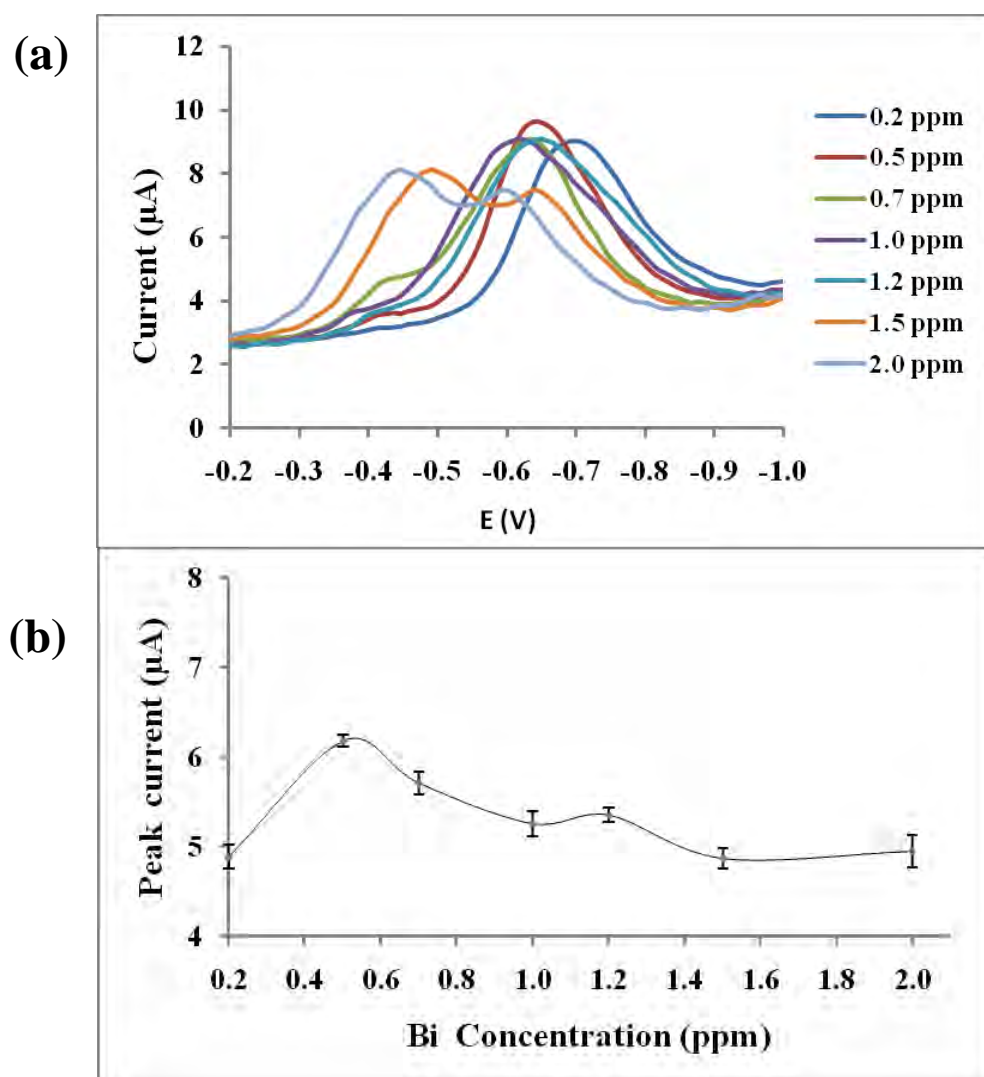 (a)
12
10
8
6
4
2
0
Current (µA)
-0.2 -0.3 -0.4 -0.5 -0.6 -0.7 -0.8 -0.9 -1.0
E (V)
0.2 ppm
0.5 ppm
0.7 ppm
1.0 ppm
1.2 ppm
1.5 ppm
2.0 ppm
(b)
8
7
6
5
4
Peak current (µA)
0.2 0.4 0.6 0.8 1.0 1.2 1.4 1.6 1.8 2.0
Bi Concentration (ppm)